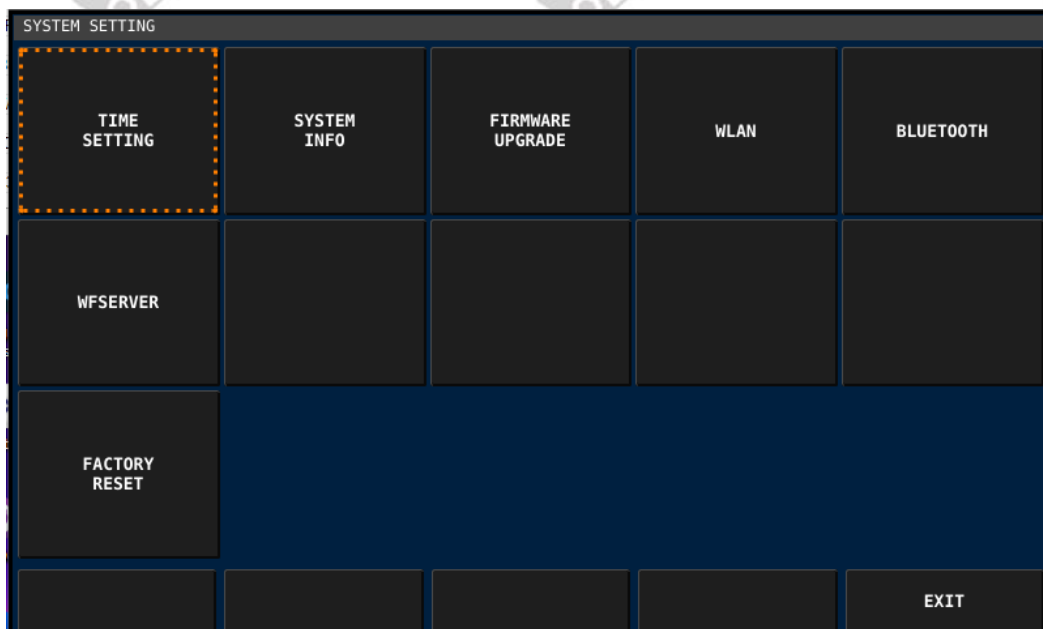 SYSTEM SETTING
TIME
SETTING
SYSTEM
INFO
FIRMWARE
UPGRADE
WLAN
BLUETOOTH
WFSERVER
FACTORY
RESET
EXIT